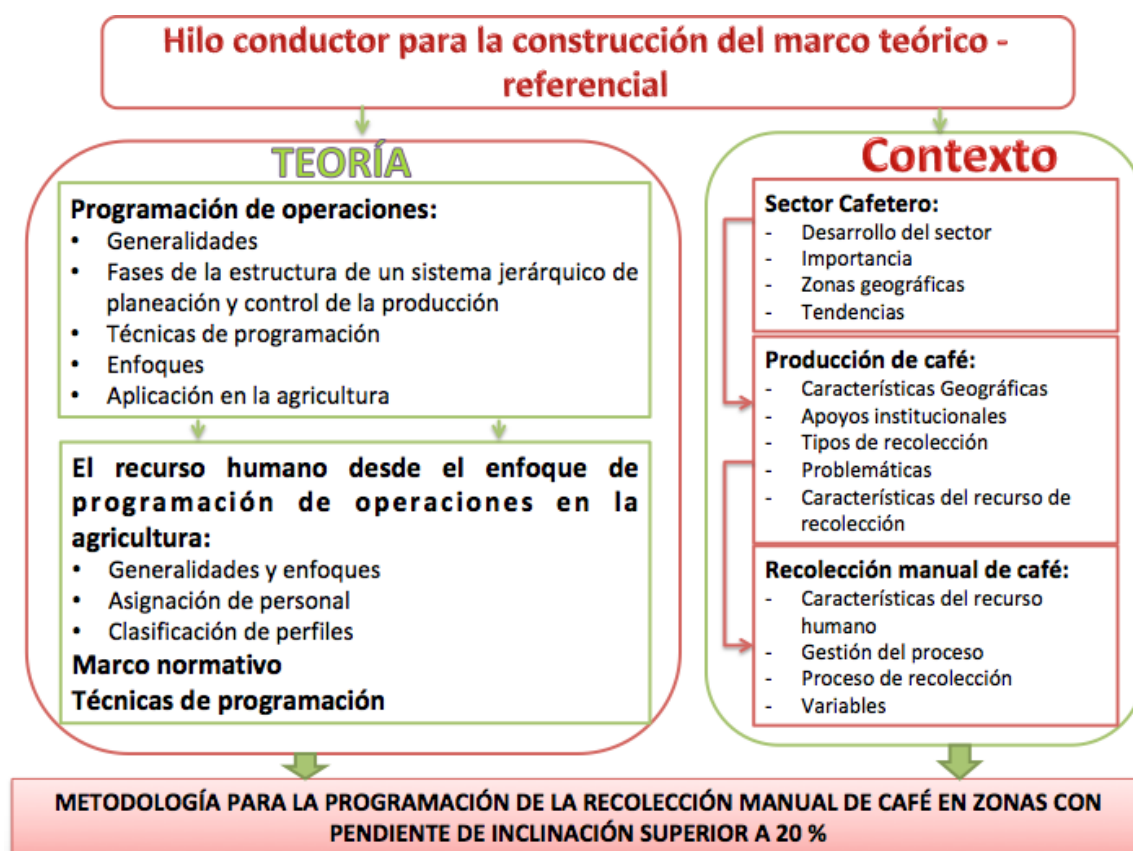 Hilo conductor para la construcción del marco teórico -
referencial
TEORÍA
Programación de operaciones:
• Generalidades
• Fases de la estructura de un sistema jerárquico de
planeación y control de la producción
• Técnicas de programación
• Enfoques
• Aplicación en la agricultura
El recurso humano desde el enfoque de
programación de operaciones en la
agricultura:
• Generalidades y enfoques
• Asignación de personal
• Clasificación de perfiles
Marco normativo
Técnicas de programación
Contexto
Sector Cafetero:
- Desarrollo del sector
- Importancia
- Zonas geográficas
- Tendencias
Producción de café:
- Características Geográficas
- Apoyos institucionales
- Tipos de recolección
- Problemáticas
- Características del recurso de
recolección
Recolección manual de café:
- Características del recurso
humano
- Gestión del proceso
- Proceso de recolección
- Variables
METODOLOGÍA PARA LA PROGRAMACIÓN DE LA RECOLECCIÓN MANUAL DE CAFÉ EN ZONAS CON
PENDIENTE DE INCLINACIÓN SUPERIOR A 20 %